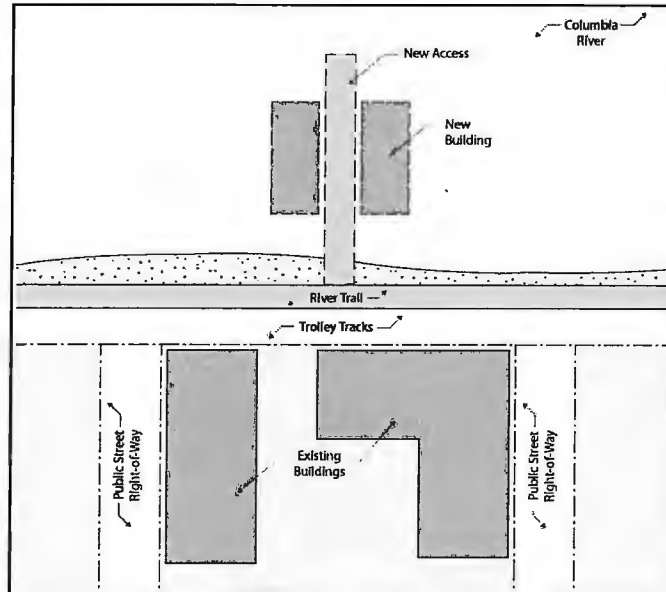 Columbia
River
New Access
New
Building
River Trail
Trolley Tracks
Public Street
Right-of-Way
Existing
Buildings
Public Street
Right-of-Way